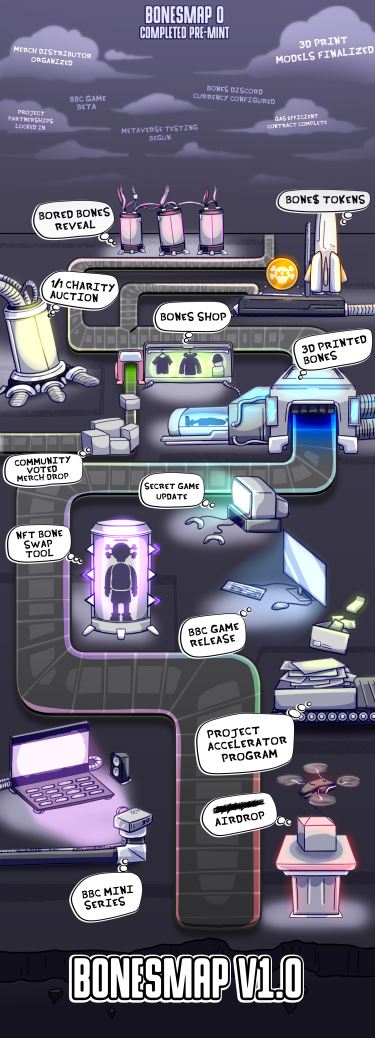 BONESMAP 0
COMPLETED PRE-MINT
MERCH DISTRIBUTOR
ORGANIZED
3D PRINT
MODELS FINALIZED
BBC GAME
BETA
BONES DISCORD
CURRENCY CONFIGURED
PROJECT
PARTNERSHIPS
LOCKED IN
METAVERSE TESTING
BEGUN
GAS EFFICIENT
CONTRACT COMPLETE
BORED BONES
REVEAL
BONE$ TOKENS
1/1 CHARITY
AUCTION
BONES SHOP
3D PRINTED
BONES
COMMUNITY
VOTED
MERCH DROP
SECRET GAME
UPDATE
NFT BONE
SWAP
TOOL
BBC GAME
RELEASE
PROJECT
ACCELERATOR
PROGRAM
AIRDROP
BBC MINI
SERIES
BONESMAP V1.0